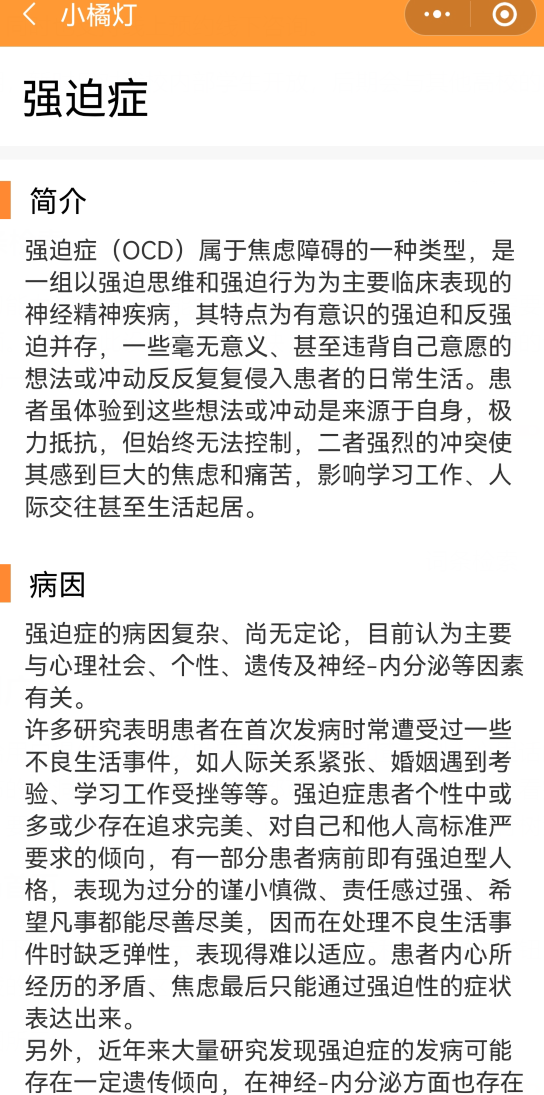 小橘灯
强迫症
简介
强迫症（OCD）属于焦虑障碍的一种类型，是
一组以强迫思维和强迫行为为主要临床表现的
神经精神疾病，其特点为有意识的强迫和反强
迫并存，一些毫无意义、甚至违背自己意愿的
想法或冲动反反复复侵入患者的日常生活。患
者虽体验到这些想法或冲动是来源于自身，极
力抵抗，但始终无法控制，二者强烈的冲突使
其感到巨大的焦虑和痛苦，影响学习工作、人
际交往甚至生活起居。
病因
强迫症的病因复杂、尚无定论，目前认为主要
与心理社会、个性、遗传及神经-内分泌等因素
有关。
许多研究表明患者在首次发病时常遭受过一些
不良生活事件，如人际关系紧张、婚姻遇到考
验、学习工作受挫等等。强迫症患者个性中或
多或少存在追求完美、对自己和他人高标准严
要求的倾向，有一部分患者病前即有强迫型人
格，表现为过分的谨小慎微、责任感过强、希
望凡事都能尽善尽美，因而在处理不良生活事
件时缺乏弹性，表现得难以适应。患者内心所
经历的矛盾、焦虑最后只能通过强迫性的症状
表达出来。
另外，近年来大量研究发现强迫症的发病可能
存在一定遗传倾向，在神经-内分泌方面也存在